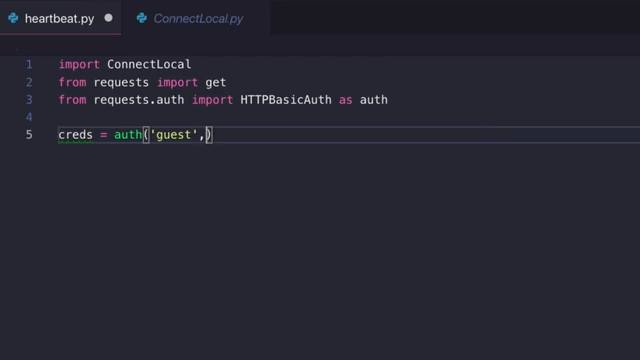 heartbeat.py ConnectLocal.py
1 import ConnectLocal
2 from requests import get
3 from requests.auth import HTTPBasicAuth as auth
4
5 creds = auth('guest',)